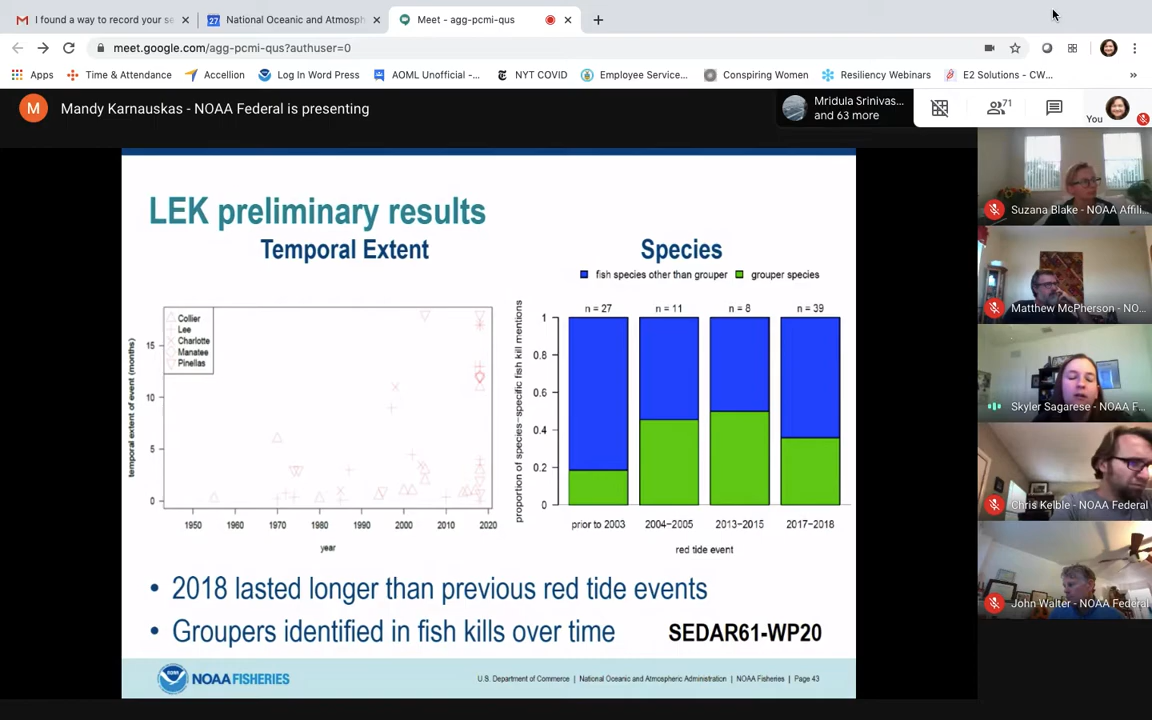 I found a way to record your se
27 National Oceanic and Atmosph
Meet - agg-pcmi-qus
meet.google.com/agg-pcmi-qus?authuser=0
Apps
Time & Attendance
Accellion
Log In Word Press
AOML Unofficial -...
NYT COVID
Employee Service...
Conspiring Women
Resiliency Webinars
E2 Solutions - CW...
»
M
Mandy Karnauskas - NOAA Federal is presenting
Mridula Srinivas...
and 63 more
71
You
LEK preliminary results
Temporal Extent
Species
fish species other than grouper
grouper species
Collier
Lee
Charlotte
Manatee
Pinellas
temporal extent of event (months)
15
10
5
0
1950 1960 1970 1980 1990 2000 2010 2020
year
proportion of species-specific fish kill mentions
n = 27 n = 11 n = 8 n = 39
1
0.8
0.6
0.4
0.2
0
prior to 2003 2004-2005 2013-2015 2017-2018
red tide event
• 2018 lasted longer than previous red tide events
• Groupers identified in fish kills over time
SEDAR61-WP20
NOAA FISHERIES
U.S. Department of Commerce | National Oceanic and Atmospheric Administration | NOAA Fisheries | Page 43
Suzana Blake - NOAA Affili...
Matthew McPherson - NO...
Skyler Sagarese - NOAA F...
Chris Kelble - NOAA Federal
John Walter - NOAA Federal